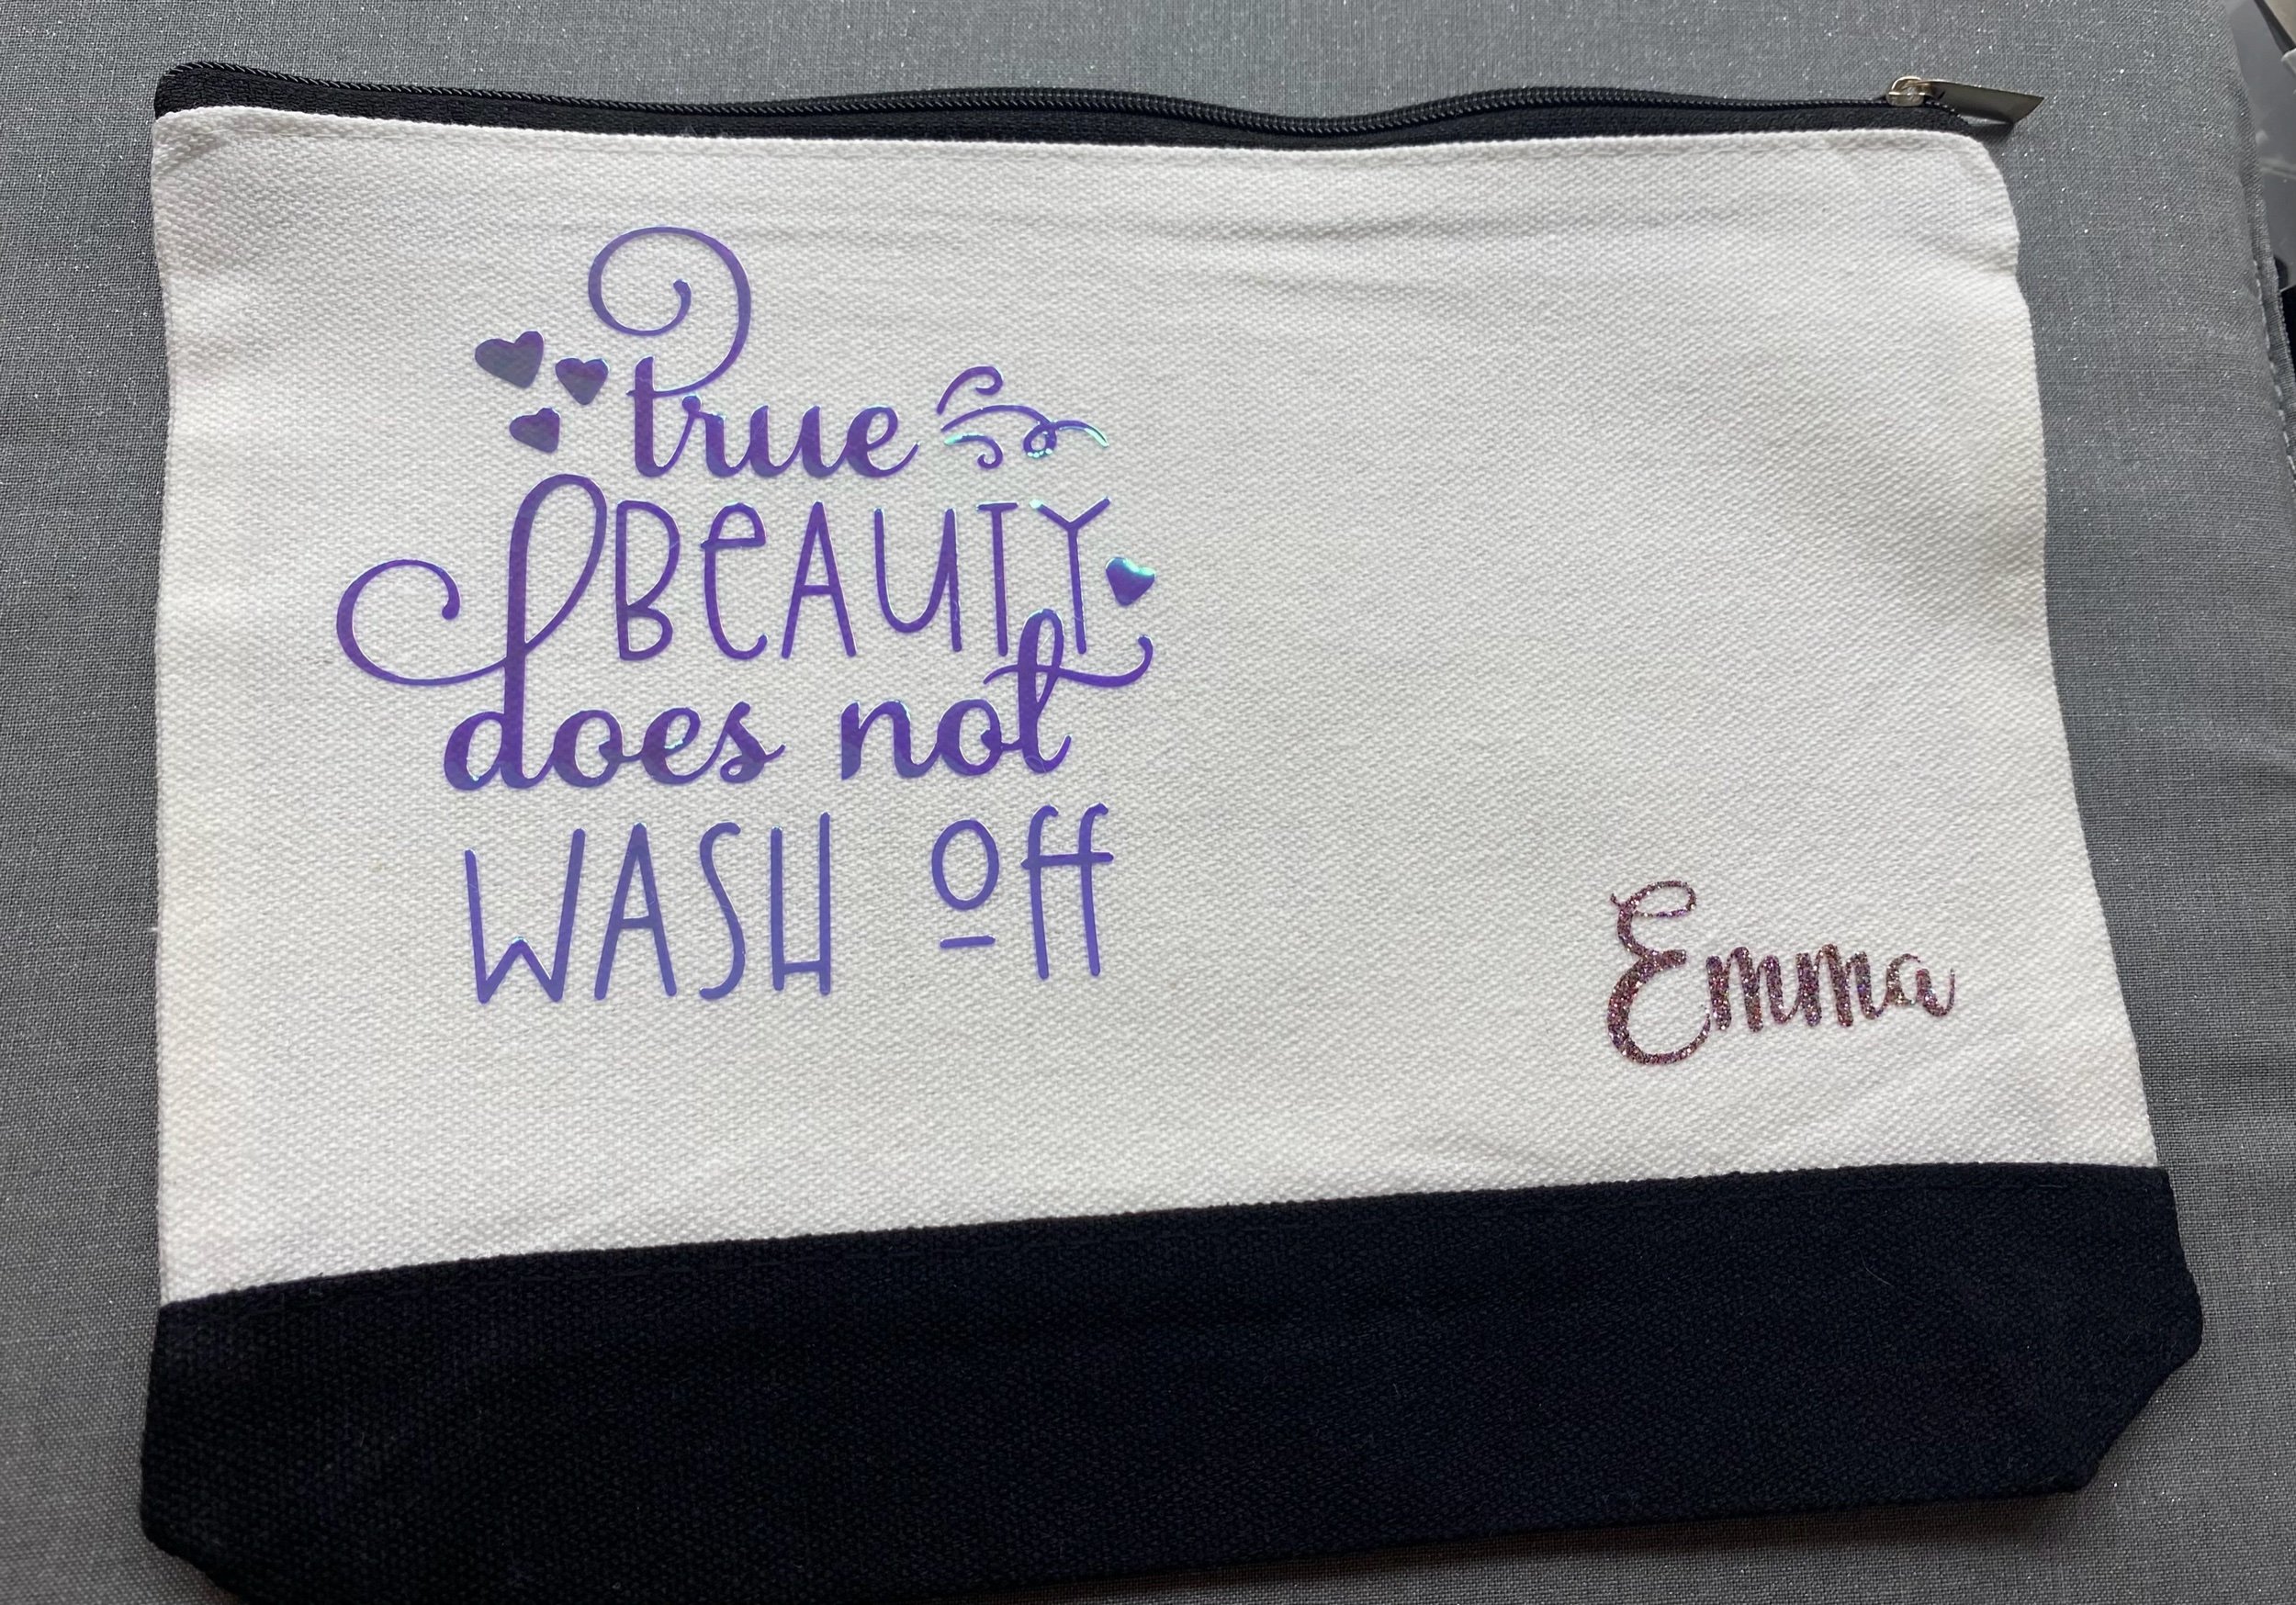 true
BeAUTY
does not
WASH off
Emma